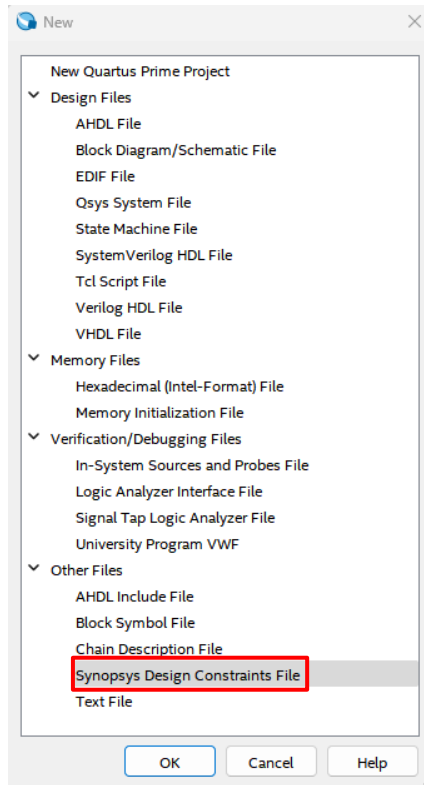 New
New Quartus Prime Project
Design Files
AHDL File
Block Diagram/Schematic File
EDIF File
Qsys System File
State Machine File
SystemVerilog HDL File
Tcl Script File
Verilog HDL File
VHDL File
Memory Files
Hexadecimal (Intel-Format) File
Memory Initialization File
Verification/Debugging Files
In-System Sources and Probes File
Logic Analyzer Interface File
Signal Tap Logic Analyzer File
University Program VWF
Other Files
AHDL Include File
Block Symbol File
Chain Description File
Synopsys Design Constraints File
Text File
OK Cancel Help